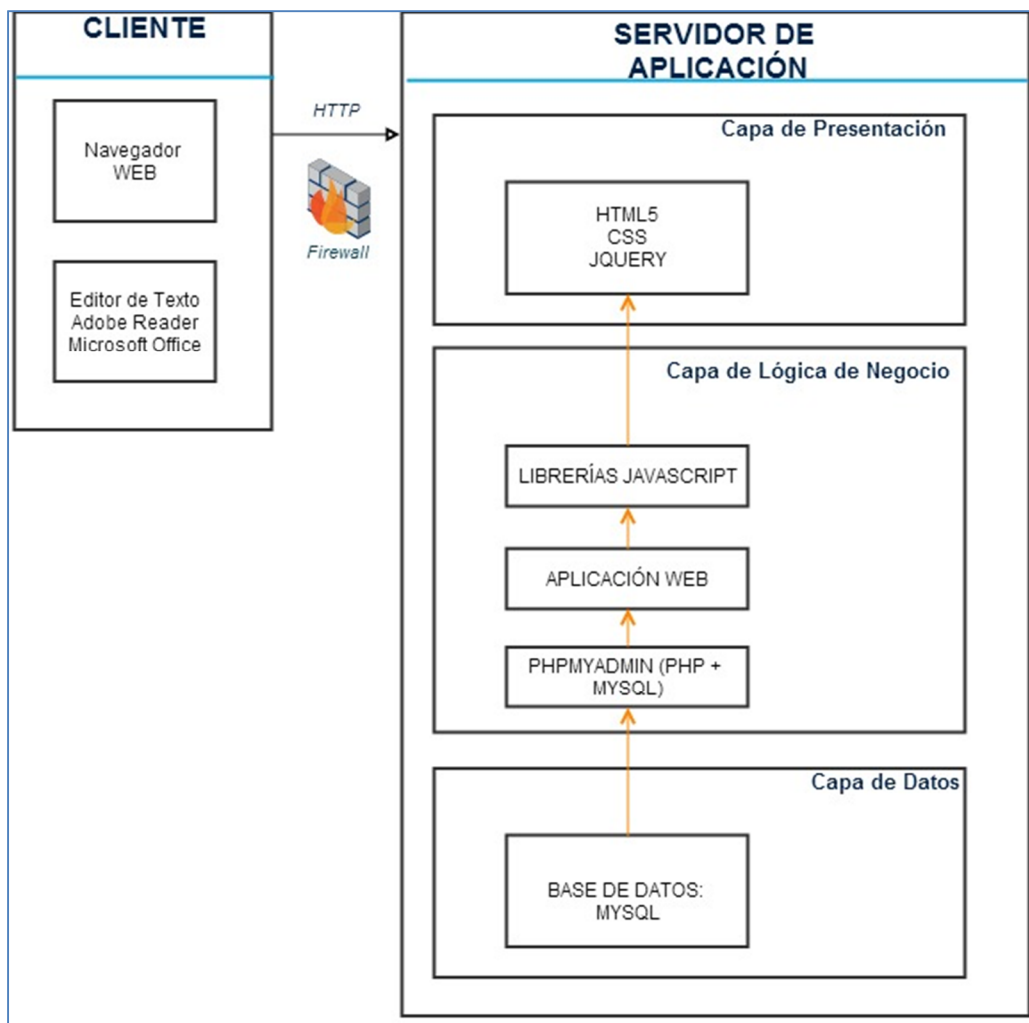 CLIENTE
Navegador
WEB
Editor de Texto
Adobe Reader
Microsoft Office
HTTP
Firewall
SERVIDOR DE
APLICACIÓN
Capa de Presentación
HTML5
CSS
JQUERY
Capa de Lógica de Negocio
LIBRERÍAS JAVASCRIPT
APLICACIÓN WEB
PHPMYADMIN (PHP +
MYSQL)
Capa de Datos
BASE DE DATOS:
MYSQL